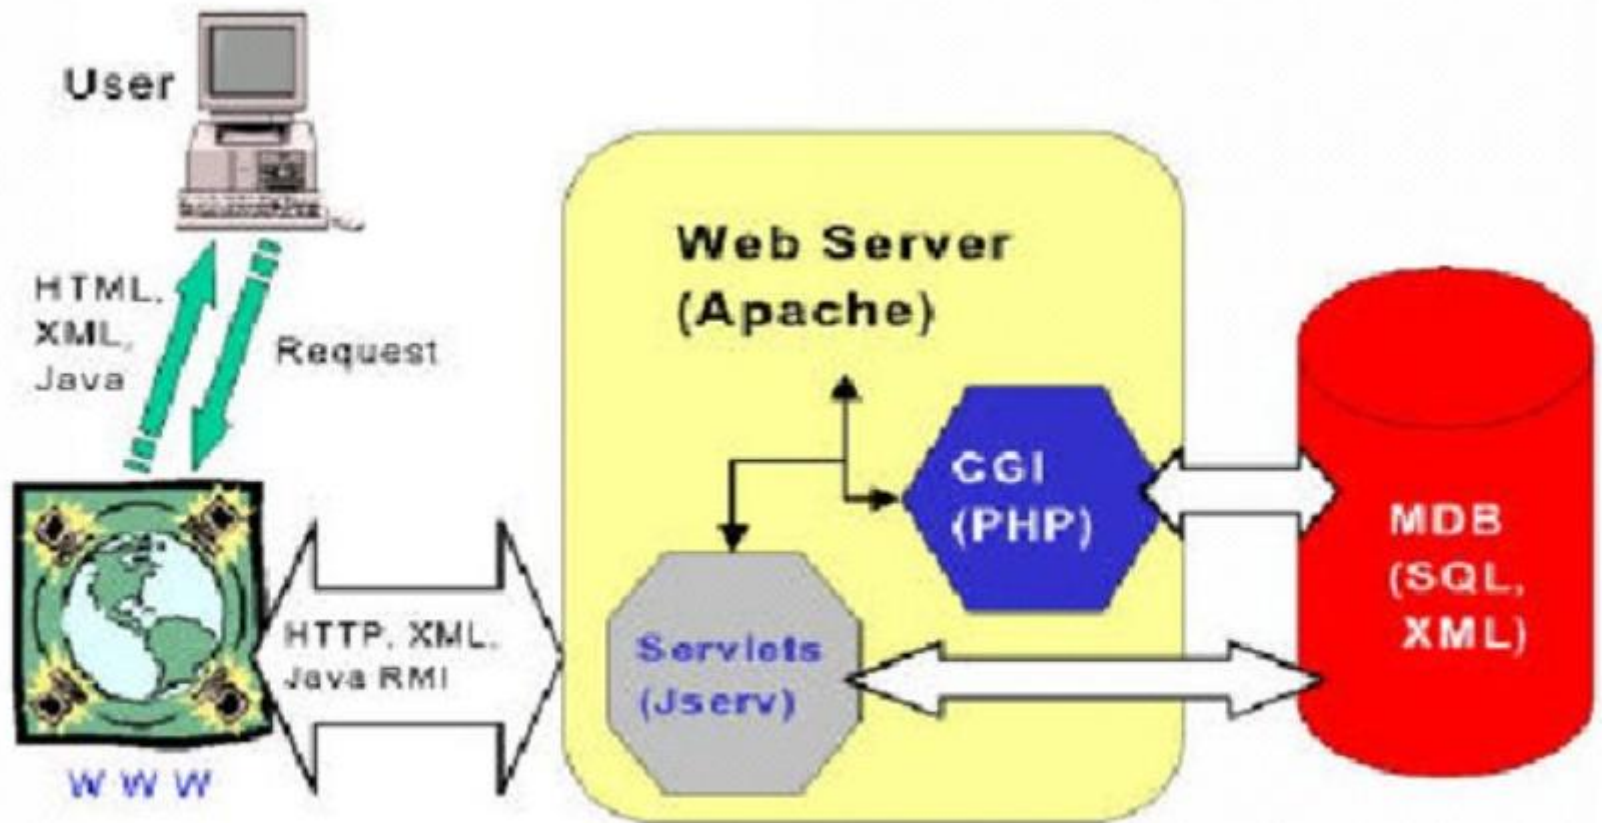 User
HTML,
XML,
Java
Request
WWW
HTTP, XML,
Java RMI
Web Server
(Apache)
CGI
(PHP)
Servlets
(Jserv)
MDB
(SQL,
XML)